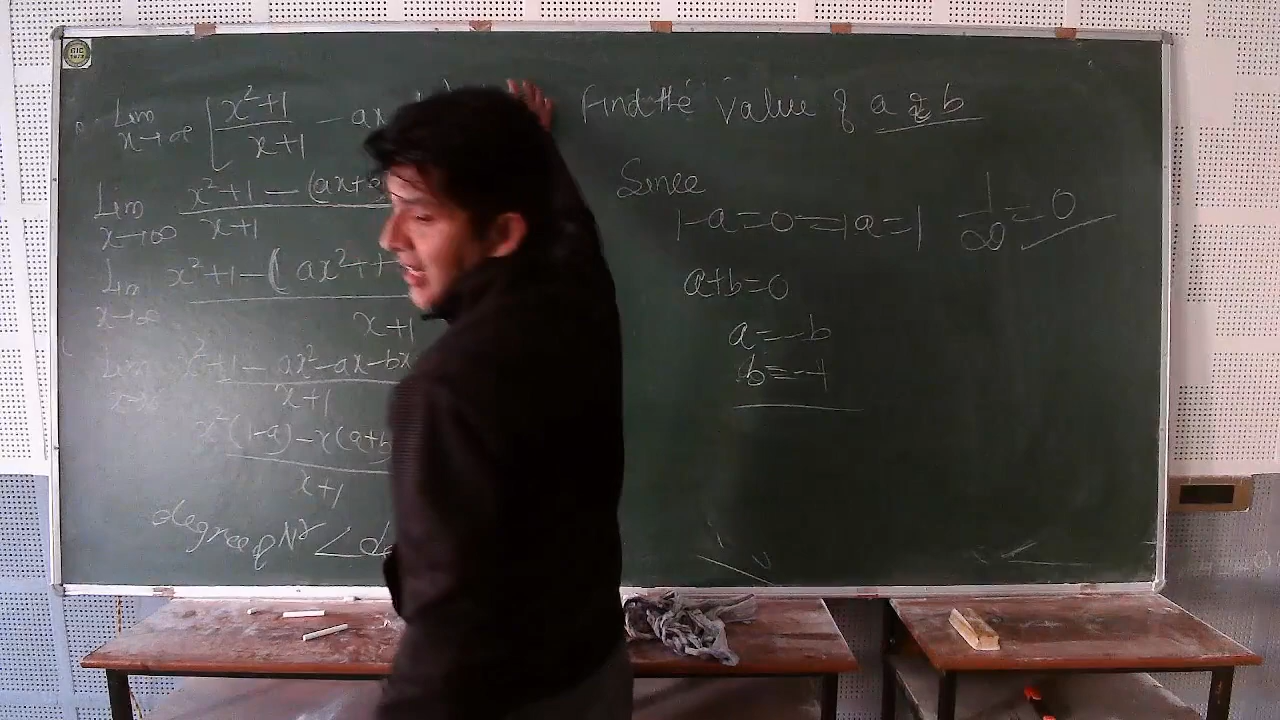 Lim x→∞ [ x²+1 / x+1 - ax
Find the value of a & b
Lim x→∞ x²+1 - (ax+ / x+1
Lim x→∞ x²+1 - ( ax²+ / x+1
Lim x→∞ x²+1 - ax²-ax-bx / x+1
x²(1-a) - x(a+b / x+1
degree of Nr <
Since
1-a=0 ⇒ a=1
1/∞ = 0
a+b=0
a=-b
b=-1